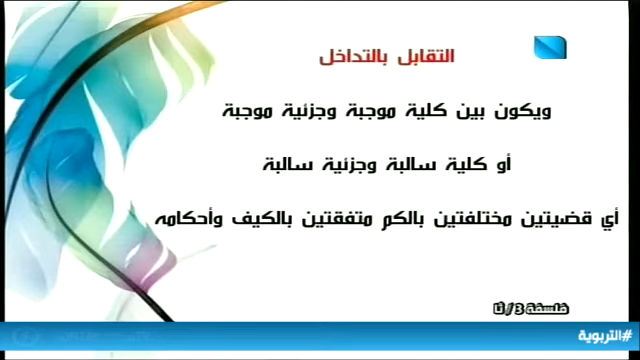 التقابل بالتداخل
ويكون بين كلية موجبة وجزئية موجبة
أو كلية سالبة وجزئية سالبة
أي قضيتين مختلفتين بالكم متفقتين بالكيف وأحكامه
فلسفة 3/ ثا
#التربوية